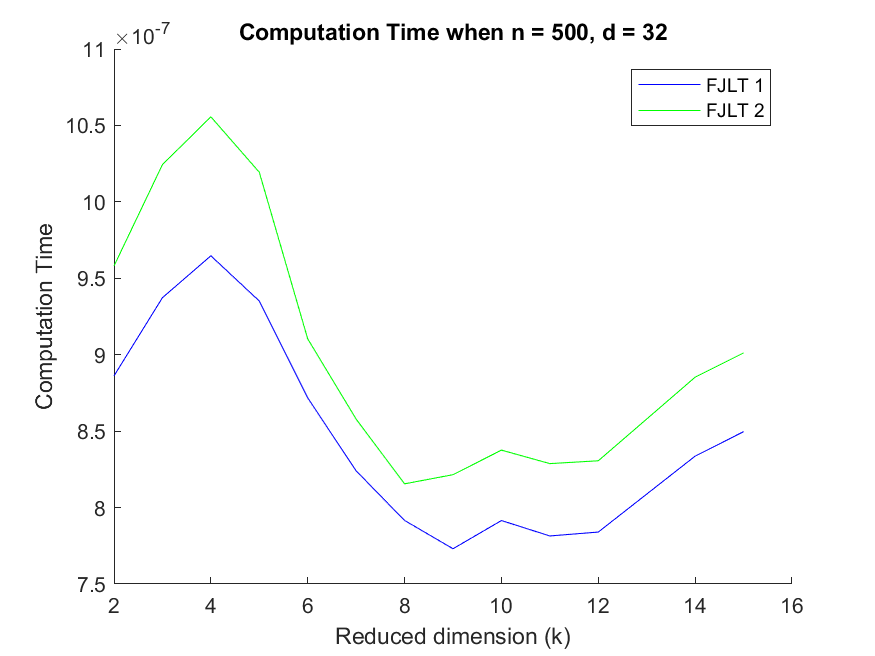 Computation Time when n = 500, d = 32
×10-7
11
10.5
10
9.5
9
8.5
8
7.5
Computation Time
2 4 6 8 10 12 14 16
Reduced dimension (k)
FJLT 1
FJLT 2